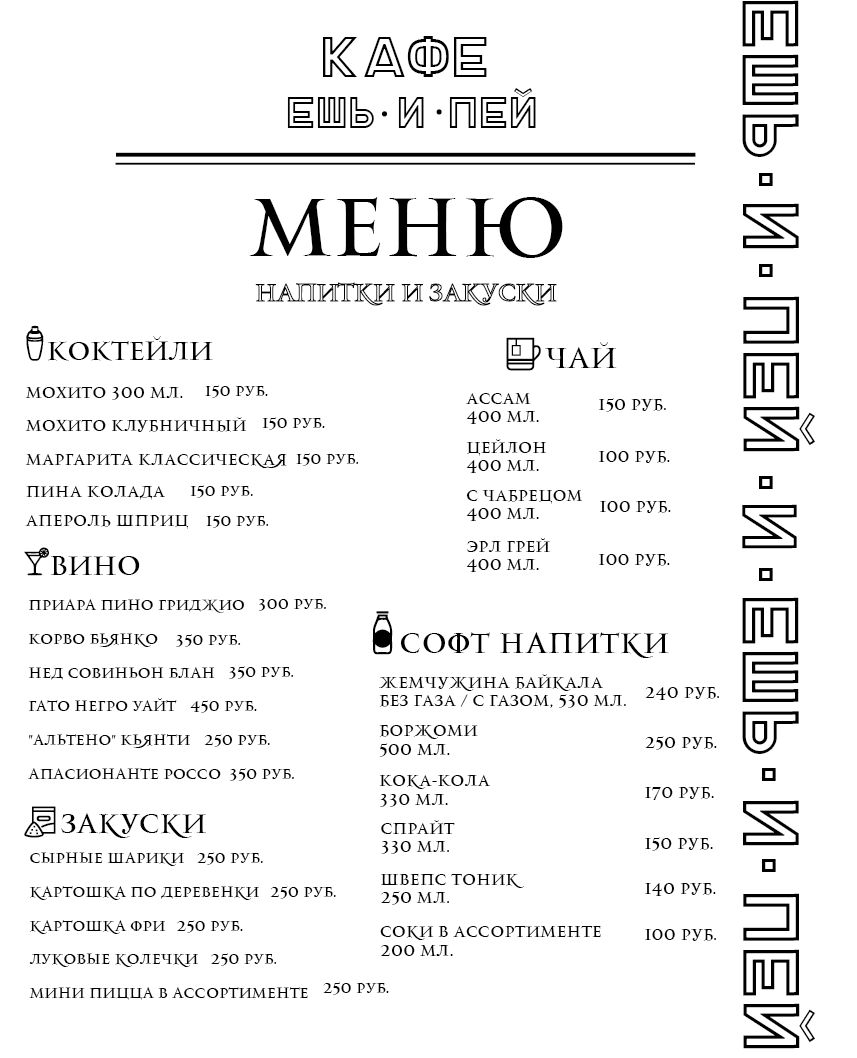 КАФЕ
ЕШЬ·И·ПЕЙ
МЕНЮ
НАПИТКИ И ЗАКУСКИ
КОКТЕЙЛИ
МОХИТО 300 МЛ. 150 РУБ.
МОХИТО КЛУБНИЧНЫЙ 150 РУБ.
МАРГАРИТА КЛАССИЧЕСКАЯ 150 РУБ.
ПИНА КОЛАДА 150 РУБ.
АПЕРОЛЬ ШПРИЦ 150 РУБ.
ВИНО
ПРИАРА ПИНО ГРИДЖИО 300 РУБ.
КОРВО БЬЯНКО 350 РУБ.
НЕД СОВИНЬОН БЛАН 350 РУБ.
ГАТО НЕГРО УАЙТ 450 РУБ.
"АЛЬТЕНО" КЬЯНТИ 250 РУБ.
АПАСИОНАНТЕ РОССО 350 РУБ.
ЗАКУСКИ
СЫРНЫЕ ШАРИКИ 250 РУБ.
КАРТОШКА ПО ДЕРЕВЕНКИ 250 РУБ.
КАРТОШКА ФРИ 250 РУБ.
ЛУКОВЫЕ КОЛЕЧКИ 250 РУБ.
МИНИ ПИЦЦА В АССОРТИМЕНТЕ 250 РУБ.
ЧАЙ
АССАМ
400 МЛ. 150 РУБ.
ЦЕЙЛОН
400 МЛ. 100 РУБ.
С ЧАБРЕЦОМ
400 МЛ. 100 РУБ.
ЭРЛ ГРЕЙ
400 МЛ. 100 РУБ.
СОФТ НАПИТКИ
ЖЕМЧУЖИНА БАЙКАЛА
БЕЗ ГАЗА / С ГАЗОМ, 530 МЛ. 240 РУБ.
БОРЖОМИ
500 МЛ. 250 РУБ.
КОКА-КОЛА
330 МЛ. 170 РУБ.
СПРАЙТ
330 МЛ. 150 РУБ.
ШВЕПС ТОНИК
250 МЛ. 140 РУБ.
СОКИ В АССОРТИМЕНТЕ
200 МЛ. 100 РУБ.
ЕШЬ·И·ПЕЙ·И·ЕШЬ·И·ПЕЙ